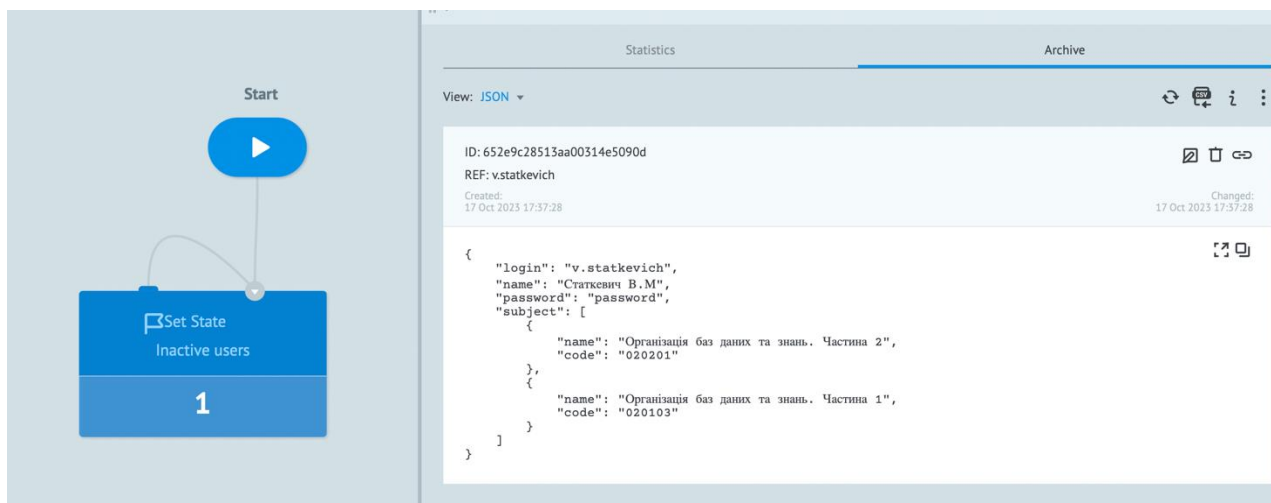 Start
Set State
Inactive users
1
Statistics
Archive
View: JSON
CSV
ID: 652e9c28513aa00314e5090d
REF: v.statkevich
Created:
17 Oct 2023 17:37:28
Changed:
17 Oct 2023 17:37:28
{
"login": "v.statkevich",
"name": "Статкевич В.М",
"password": "password",
"subject": [
{
"name": "Організація баз даних та знань. Частина 2",
"code": "020201"
},
{
"name": "Організація баз даних та знань. Частина 1",
"code": "020103"
}
]
}